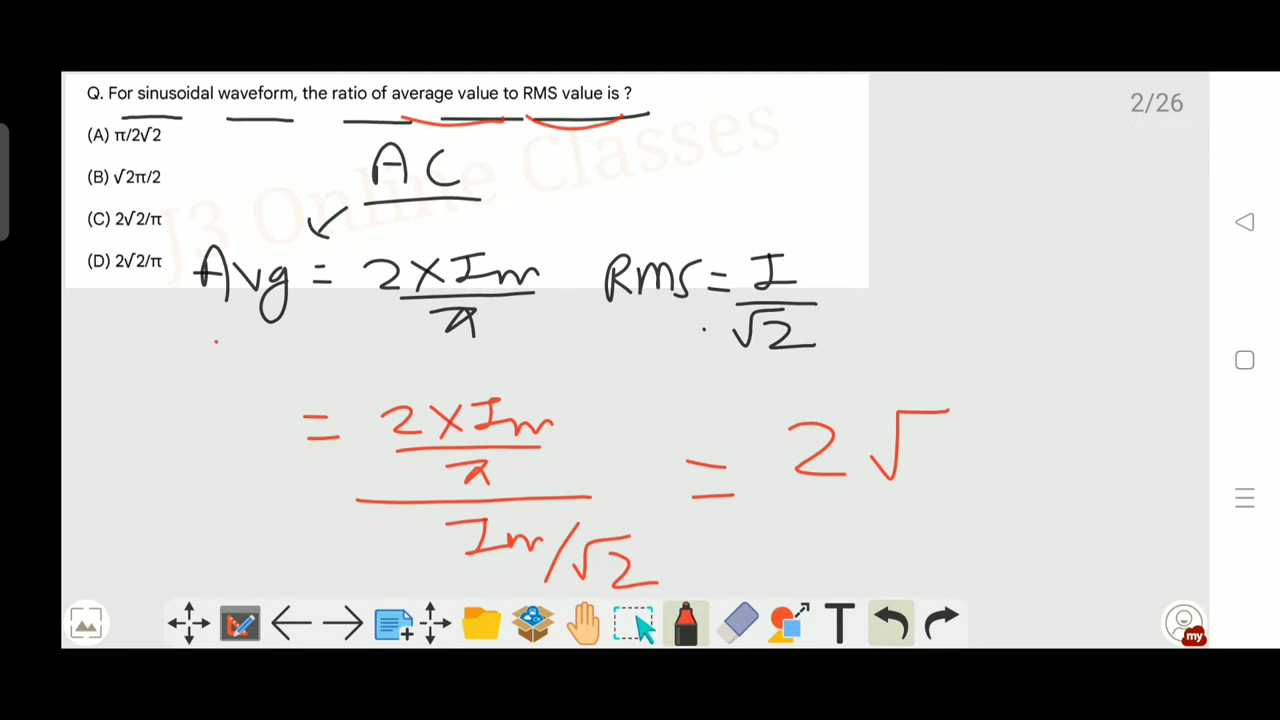 Q. For sinusoidal waveform, the ratio of average value to RMS value is ?
2/26
(A) π/2√2
(B) √2π/2
(C) 2√2/π
(D) 2√2/π
J3 Online Classes
AC
Avg = 2×Im/π Rms = I/√2
= 2×Im/π / Im/√2 = 2√
T
my